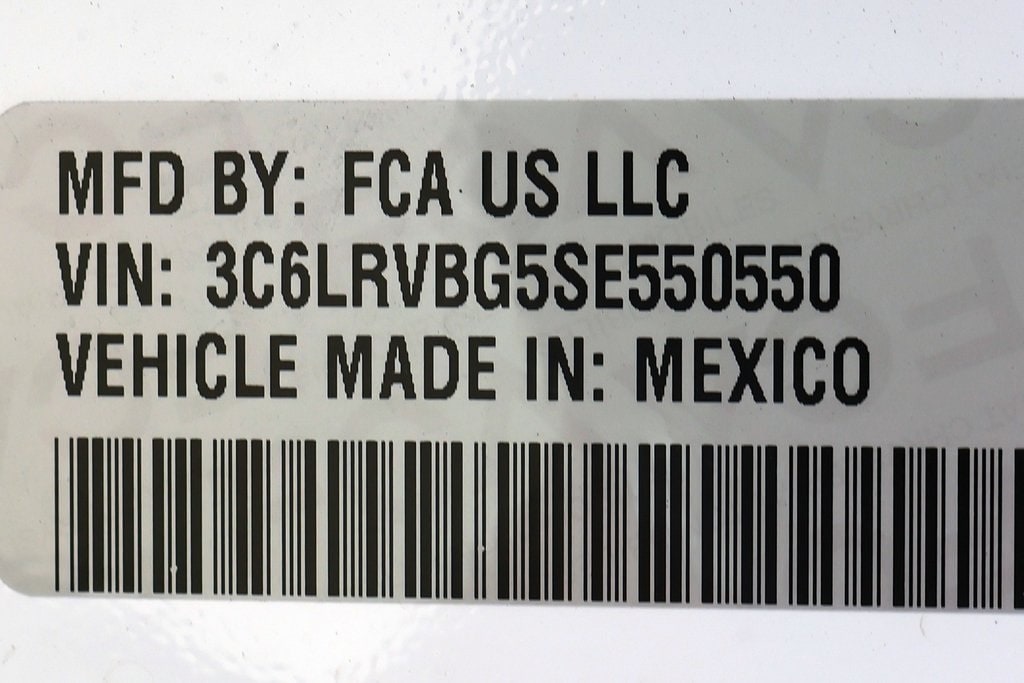 MFD BY: FCA US LLC
VIN: 3C6LRVBG5SE550550
VEHICLE MADE IN: MEXICO